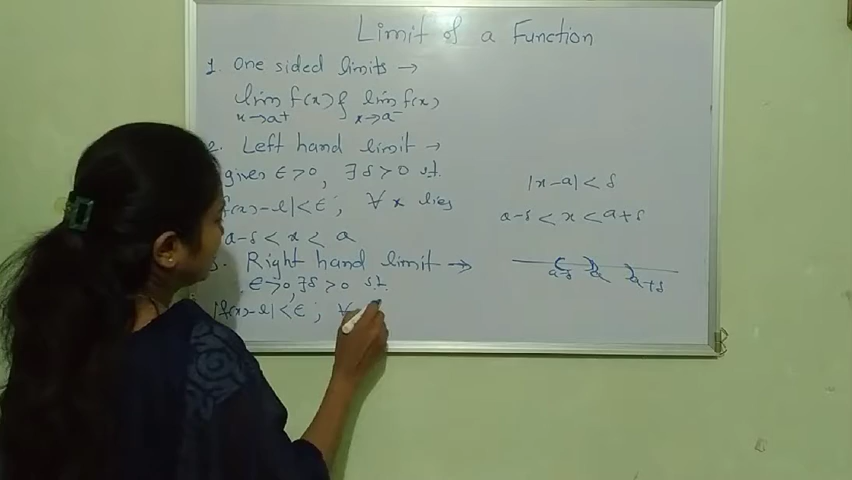 Limit of a Function
1. One sided limits →
lim f(x) & lim f(x)
x→a⁺ x→a⁻
2. Left hand limit →
given ε>0, ∃ δ>0 s.t.
|f(x)-l|<ε; ∀ x lies
a-δ < x < a
3. Right hand limit →
ε>0, ∃ δ>0 s.t.
|f(x)-l|<ε; ∀
|x-a| < δ
a-δ < x < a+δ
a-δ a a+δ